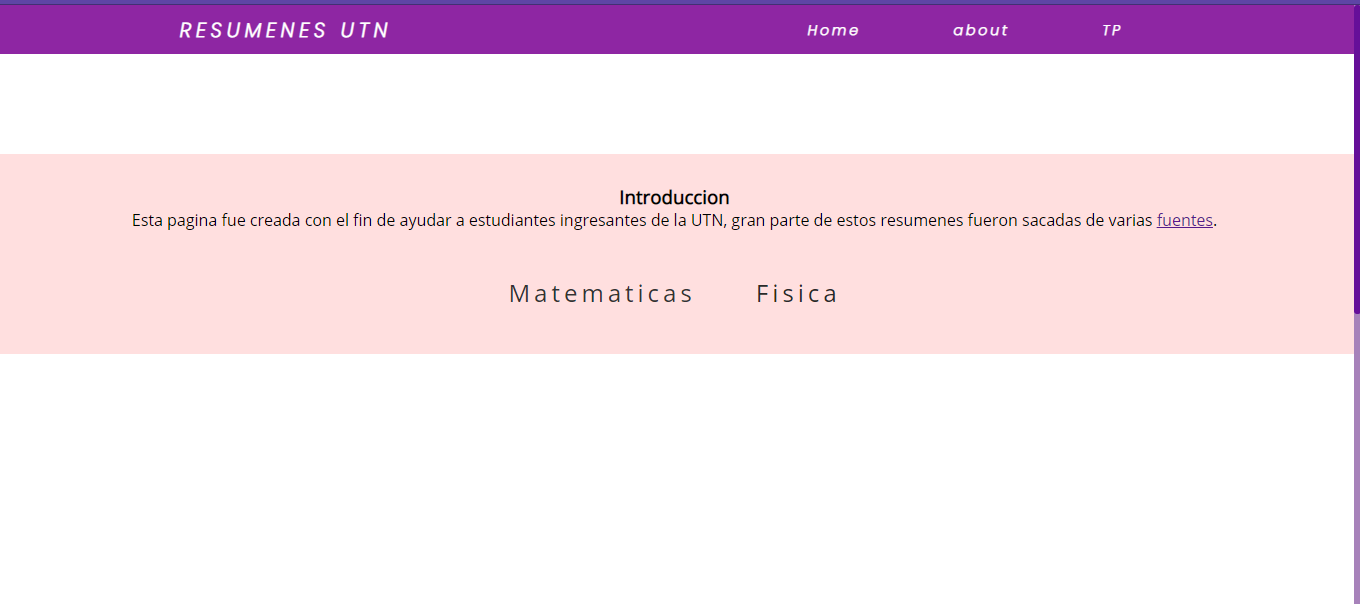 RESUMENES UTN Home about TP
Introduccion
Esta pagina fue creada con el fin de ayudar a estudiantes ingresantes de la UTN, gran parte de estos resumenes fueron sacadas de varias fuentes.
Matematicas Fisica